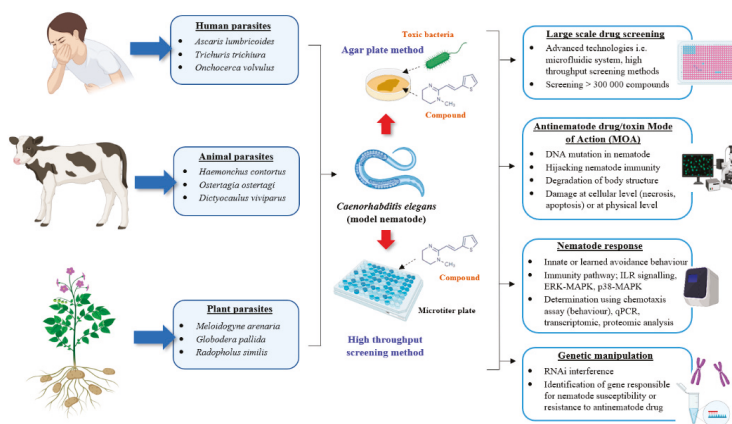 Human parasites
• Ascaris lumbricoides
• Trichuris trichiura
• Onchocerca volvulus
Animal parasites
• Haemonchus contortus
• Ostertagia ostertagi
• Dictyocaulus viviparus
Plant parasites
• Meloidogyne arenaria
• Globodera pallida
• Radopholus similis
Toxic bacteria
Agar plate method
CH₃
Compound
Caenorhabditis elegans
(model nematode)
CH₃
Compound
Microtiter plate
High throughput
screening method
Large scale drug screening
• Advanced technologies i.e.
microfluidic system, high
throughput screening methods
• Screening > 300 000 compounds
Antinematode drug/toxin Mode
of Action (MOA)
• DNA mutation in nematode
• Hijacking nematode immunity
• Degradation of body structure
• Damage at cellular level (necrosis,
apoptosis) or at physical level
Nematode response
• Innate or learned avoidance behaviour
• Immunity pathway; ILR signalling,
ERK-MAPK, p38-MAPK
• Determination using chemotaxis
assay (behaviour), qPCR,
transcriptomic, proteomic analysis
Genetic manipulation
• RNAi interference
• Identification of gene responsible
for nematode susceptibility or
resistance to antinematode drug